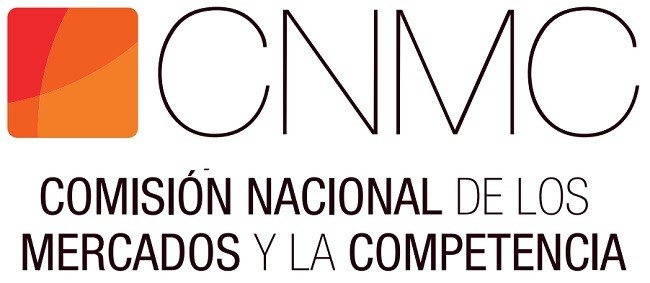 CNMC
COMISIÓN NACIONAL DE LOS
MERCADOS Y LA COMPETENCIA